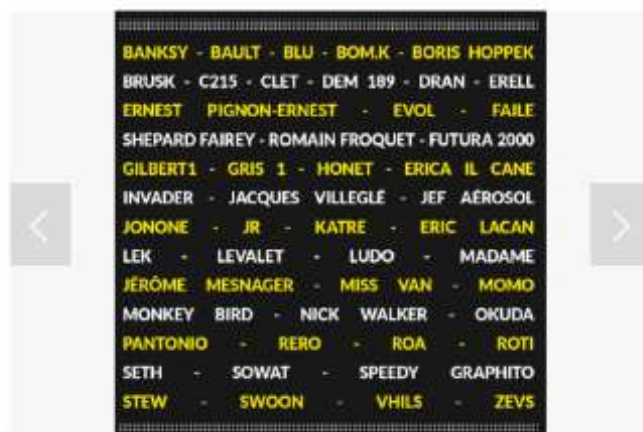 BANKSY - BAULT - BLU - BOM.K - BORIS HOPPEK
BRUSK - C215 - CLET - DEM 189 - DRAN - ERELL
ERNEST PIGNON-ERNEST - EVOL - FAILE
SHEPARD FAIREY - ROMAIN FROQUET - FUTURA 2000
GILBERT1 - GRIS 1 - HONET - ERICA IL CANE
INVADER - JACQUES VILLEGLÉ - JEF AÉROSOL
JONONE - JR - KATRE - ERIC LACAN
LEK - LEVALET - LUDO - MADAME
JÉRÔME MESNAGER - MISS VAN - MOMO
MONKEY BIRD - NICK WALKER - OKUDA
PANTONIO - RERO - ROA - ROTI
SETH - SOWAT - SPEEDY GRAPHITO
STEW - SWOON - VHILS - ZEVS